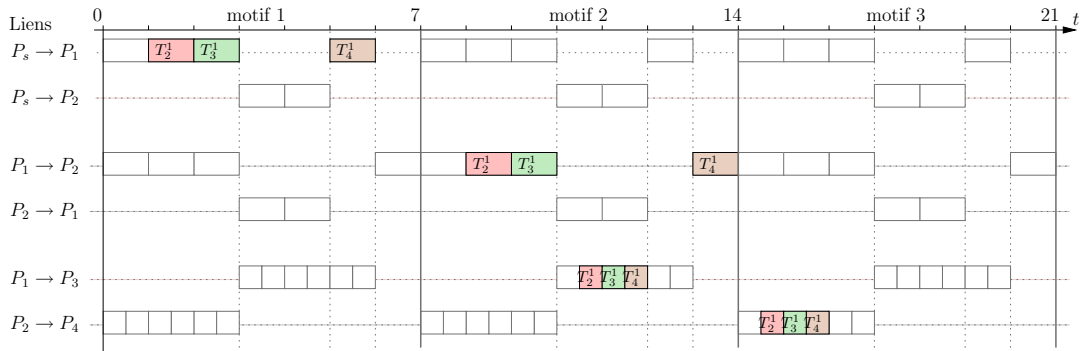 0 motif 1 7 motif 2 14 motif 3 21 t
Liens
P_s → P_1 T_2^1 T_3^1 T_4^1
P_s → P_2
P_1 → P_2 T_2^1 T_3^1 T_4^1
P_2 → P_1
P_1 → P_3 T_2^1 T_3^1 T_4^1
P_2 → P_4 T_2^1 T_3^1 T_4^1